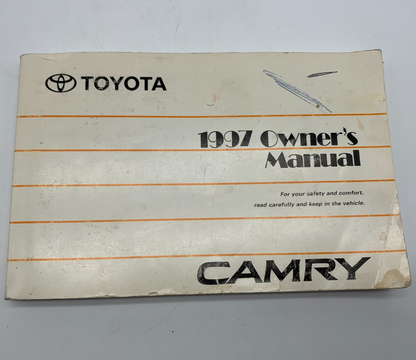 TOYOTA
1997 Owner's
Manual
For your safety and comfort,
read carefully and keep in the vehicle.
CAMRY